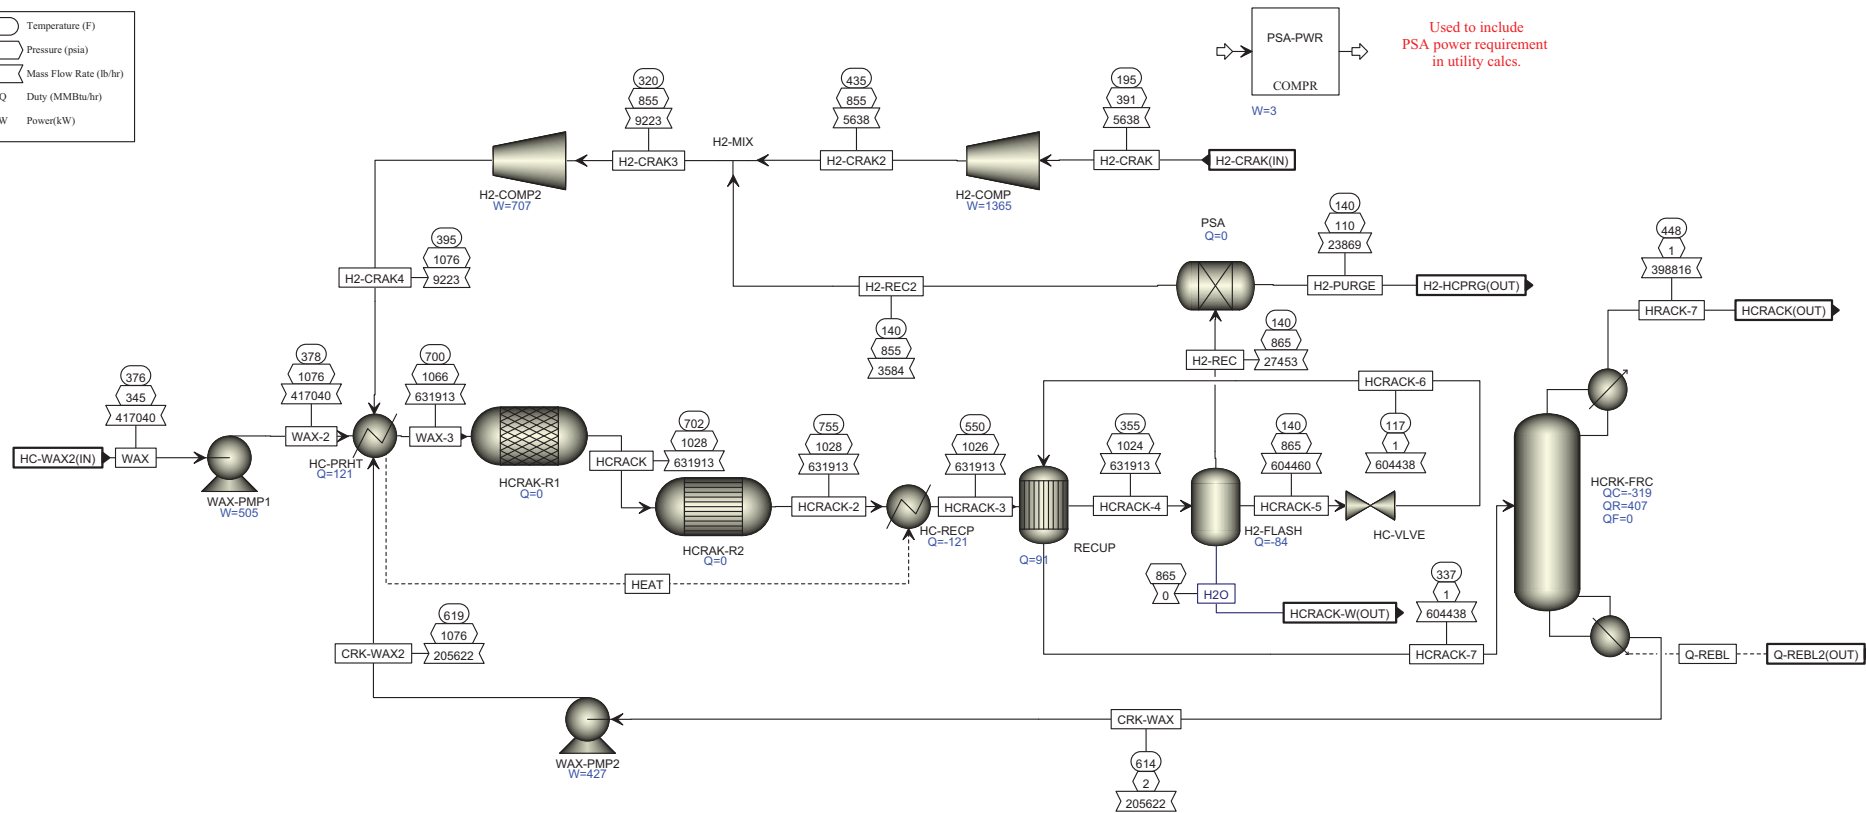 Temperature (F)
Pressure (psia)
Mass Flow Rate (lb/hr)
Q Duty (MMBtu/hr)
W Power(kW)
PSA-PWR
COMPR
W=3
Used to include
PSA power requirement
in utility calcs.
320
855
9223
H2-CRAK3
H2-MIX
435
855
5638
H2-CRAK2
195
391
5638
H2-CRAK
H2-CRAK(IN)
H2-COMP2
W=707
H2-COMP
W=1365
395
1076
9223
H2-CRAK4
PSA
Q=0
140
110
23869
H2-PURGE
H2-HCPRG(OUT)
H2-REC2
140
855
3584
140
865
27453
H2-REC
448
1
398816
HRACK-7
HCRACK(OUT)
376
345
417040
HC-WAX2(IN)
WAX
WAX-PMP1
W=505
378
1076
417040
WAX-2
HC-PRHT
Q=121
700
1066
631913
WAX-3
HCRAK-R1
Q=0
HCRACK
702
1028
631913
HCRAK-R2
Q=0
755
1028
631913
HCRACK-2
HC-RECP
Q=-121
550
1026
631913
HCRACK-3
RECUP
Q=91
355
1024
631913
HCRACK-4
H2-FLASH
Q=-84
140
865
604460
HCRACK-5
HC-VLVE
HCRACK-6
117
1
604438
HCRK-FRC
QC=-319
QR=407
QF=0
865
0
H2O
HCRACK-W(OUT)
337
1
604438
HCRACK-7
Q-REBL
Q-REBL2(OUT)
HEAT
619
1076
205622
CRK-WAX2
WAX-PMP2
W=427
CRK-WAX
614
2
205622